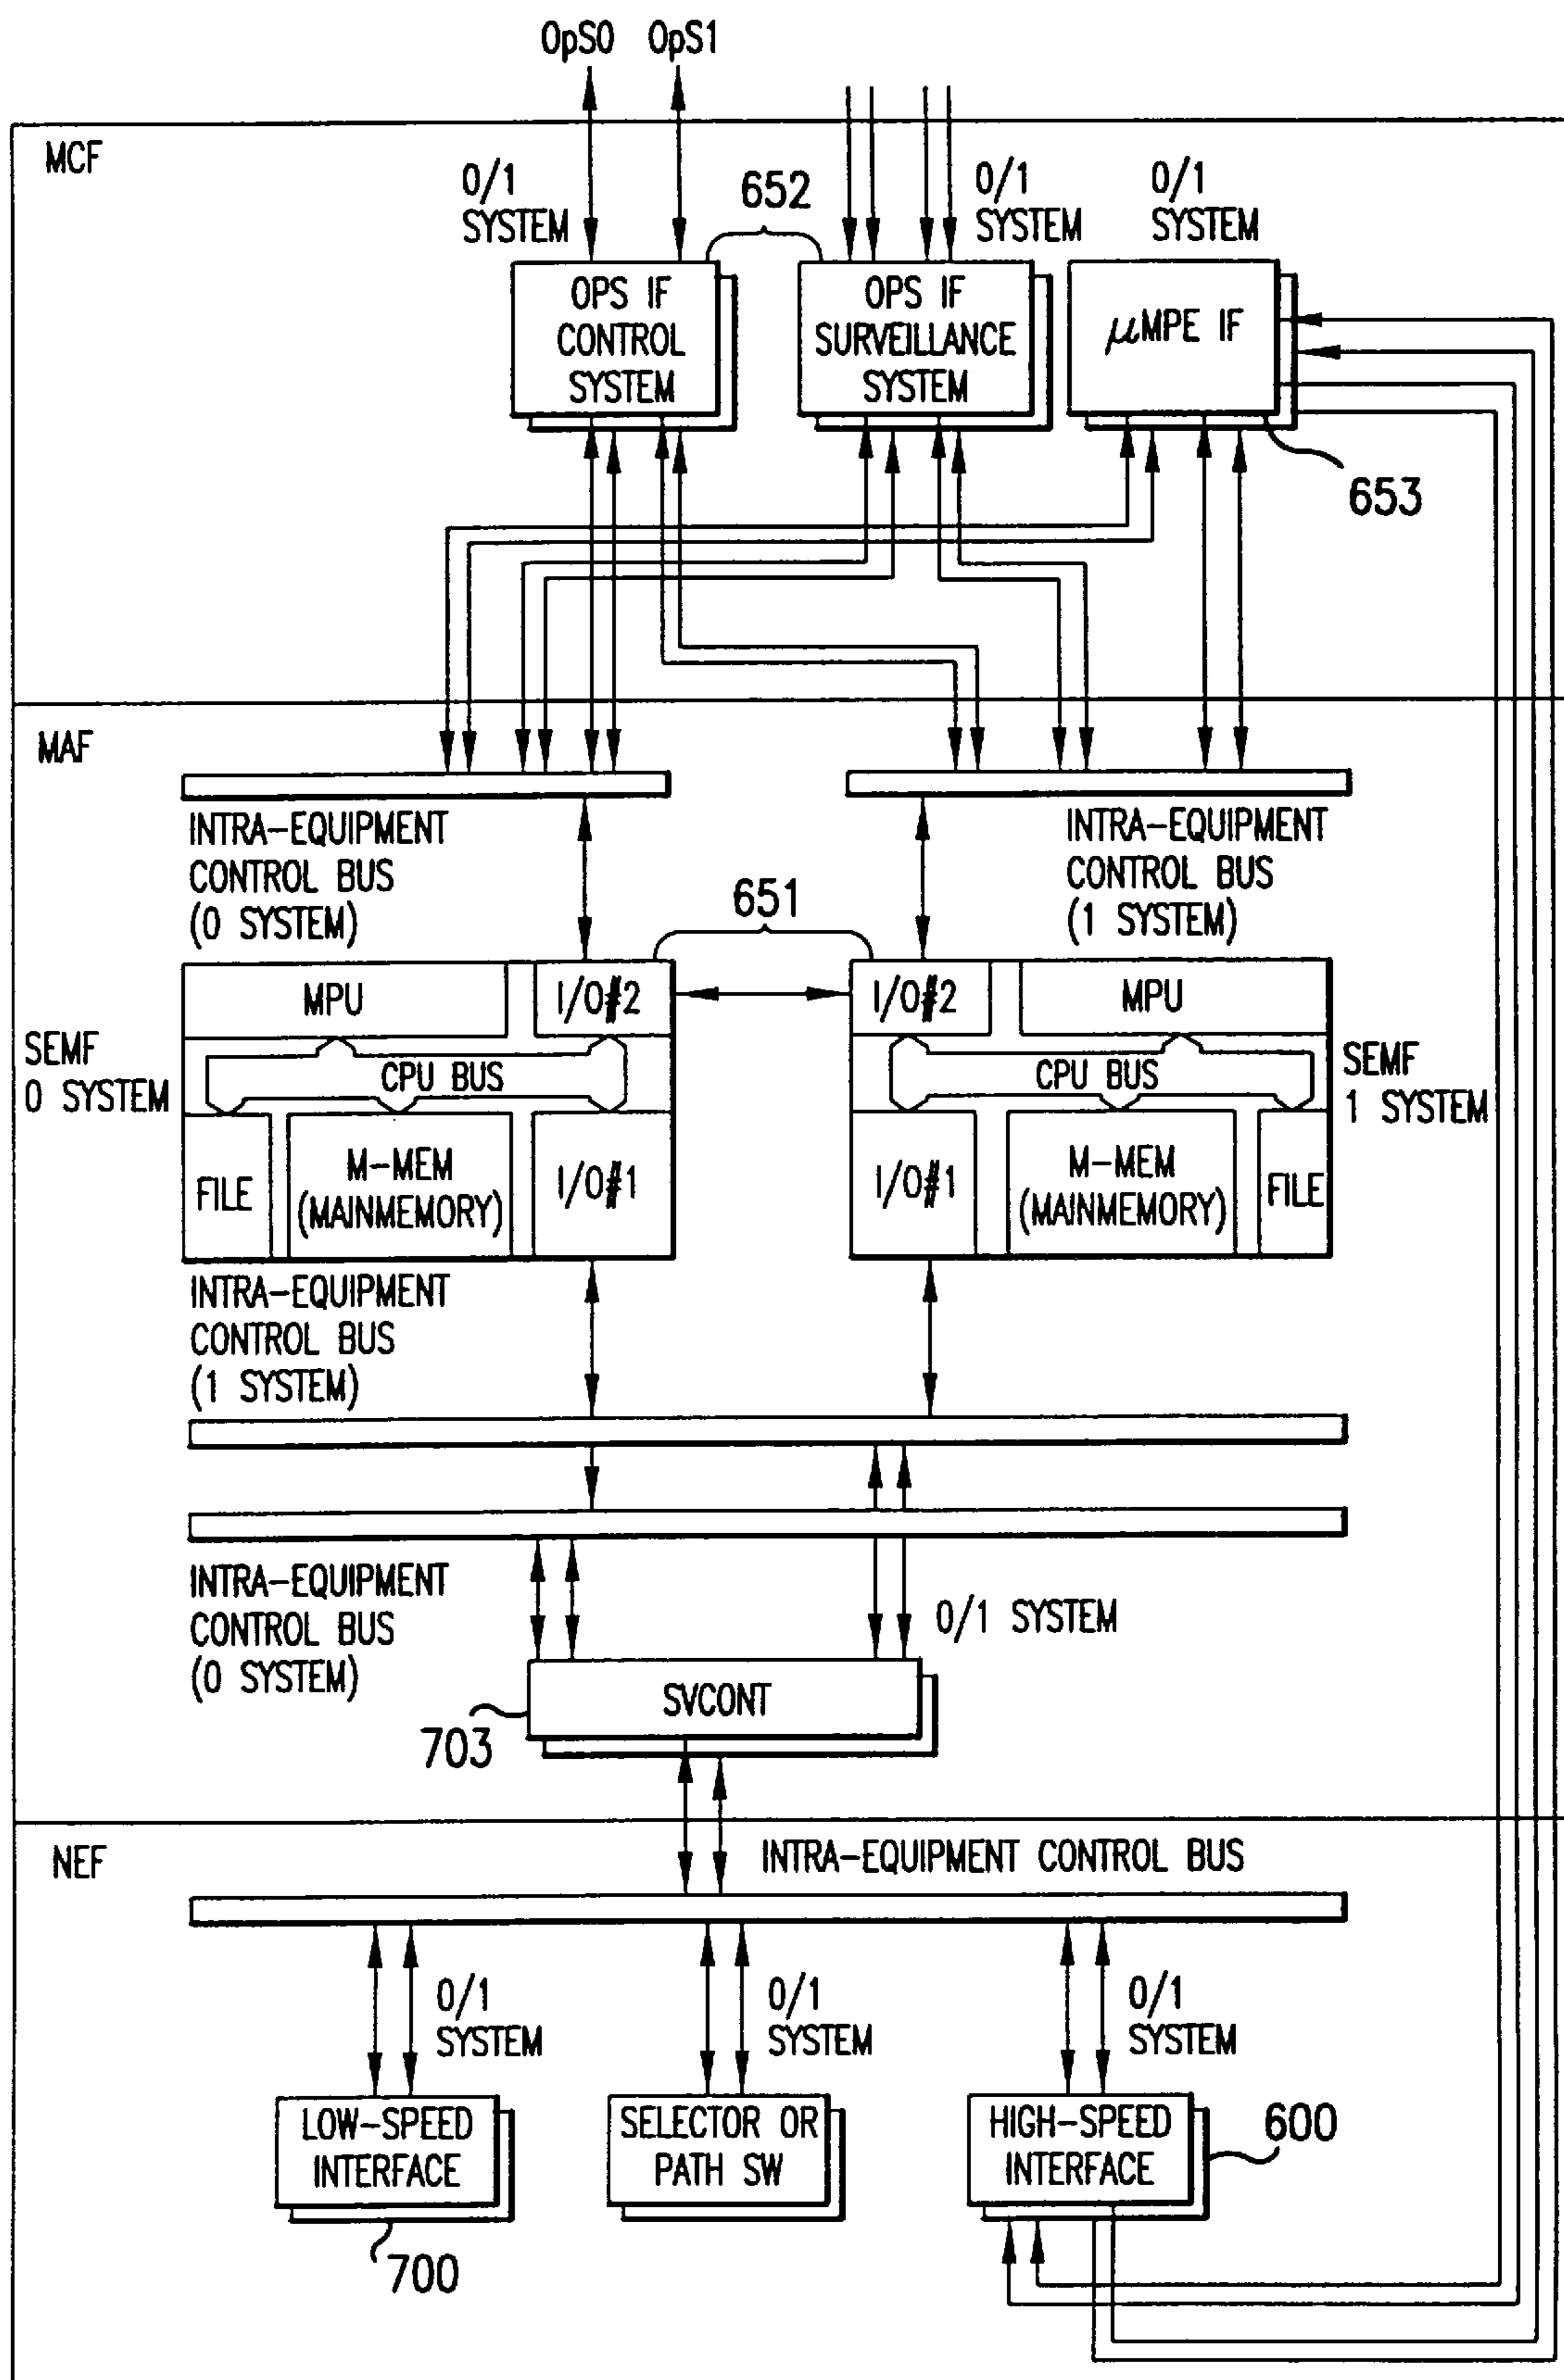 OpS0 OpS1
MCF
0/1
SYSTEM
652
0/1
SYSTEM
0/1
SYSTEM
OPS IF
CONTROL
SYSTEM
OPS IF
SURVEILLANCE
SYSTEM
μMPE IF
653
MAF
INTRA-EQUIPMENT
CONTROL BUS
(0 SYSTEM)
INTRA-EQUIPMENT
CONTROL BUS
(1 SYSTEM)
651
SEMF
0 SYSTEM
MPU
I/O#2
CPU BUS
FILE
M-MEM
(MAINMEMORY)
I/O#1
I/O#2
MPU
CPU BUS
I/O#1
M-MEM
(MAINMEMORY)
FILE
SEMF
1 SYSTEM
INTRA-EQUIPMENT
CONTROL BUS
(1 SYSTEM)
INTRA-EQUIPMENT
CONTROL BUS
(0 SYSTEM)
0/1 SYSTEM
SVCONT
703
NEF
INTRA-EQUIPMENT CONTROL BUS
0/1
SYSTEM
0/1
SYSTEM
0/1
SYSTEM
LOW-SPEED
INTERFACE
SELECTOR OR
PATH SW
HIGH-SPEED
INTERFACE
600
700